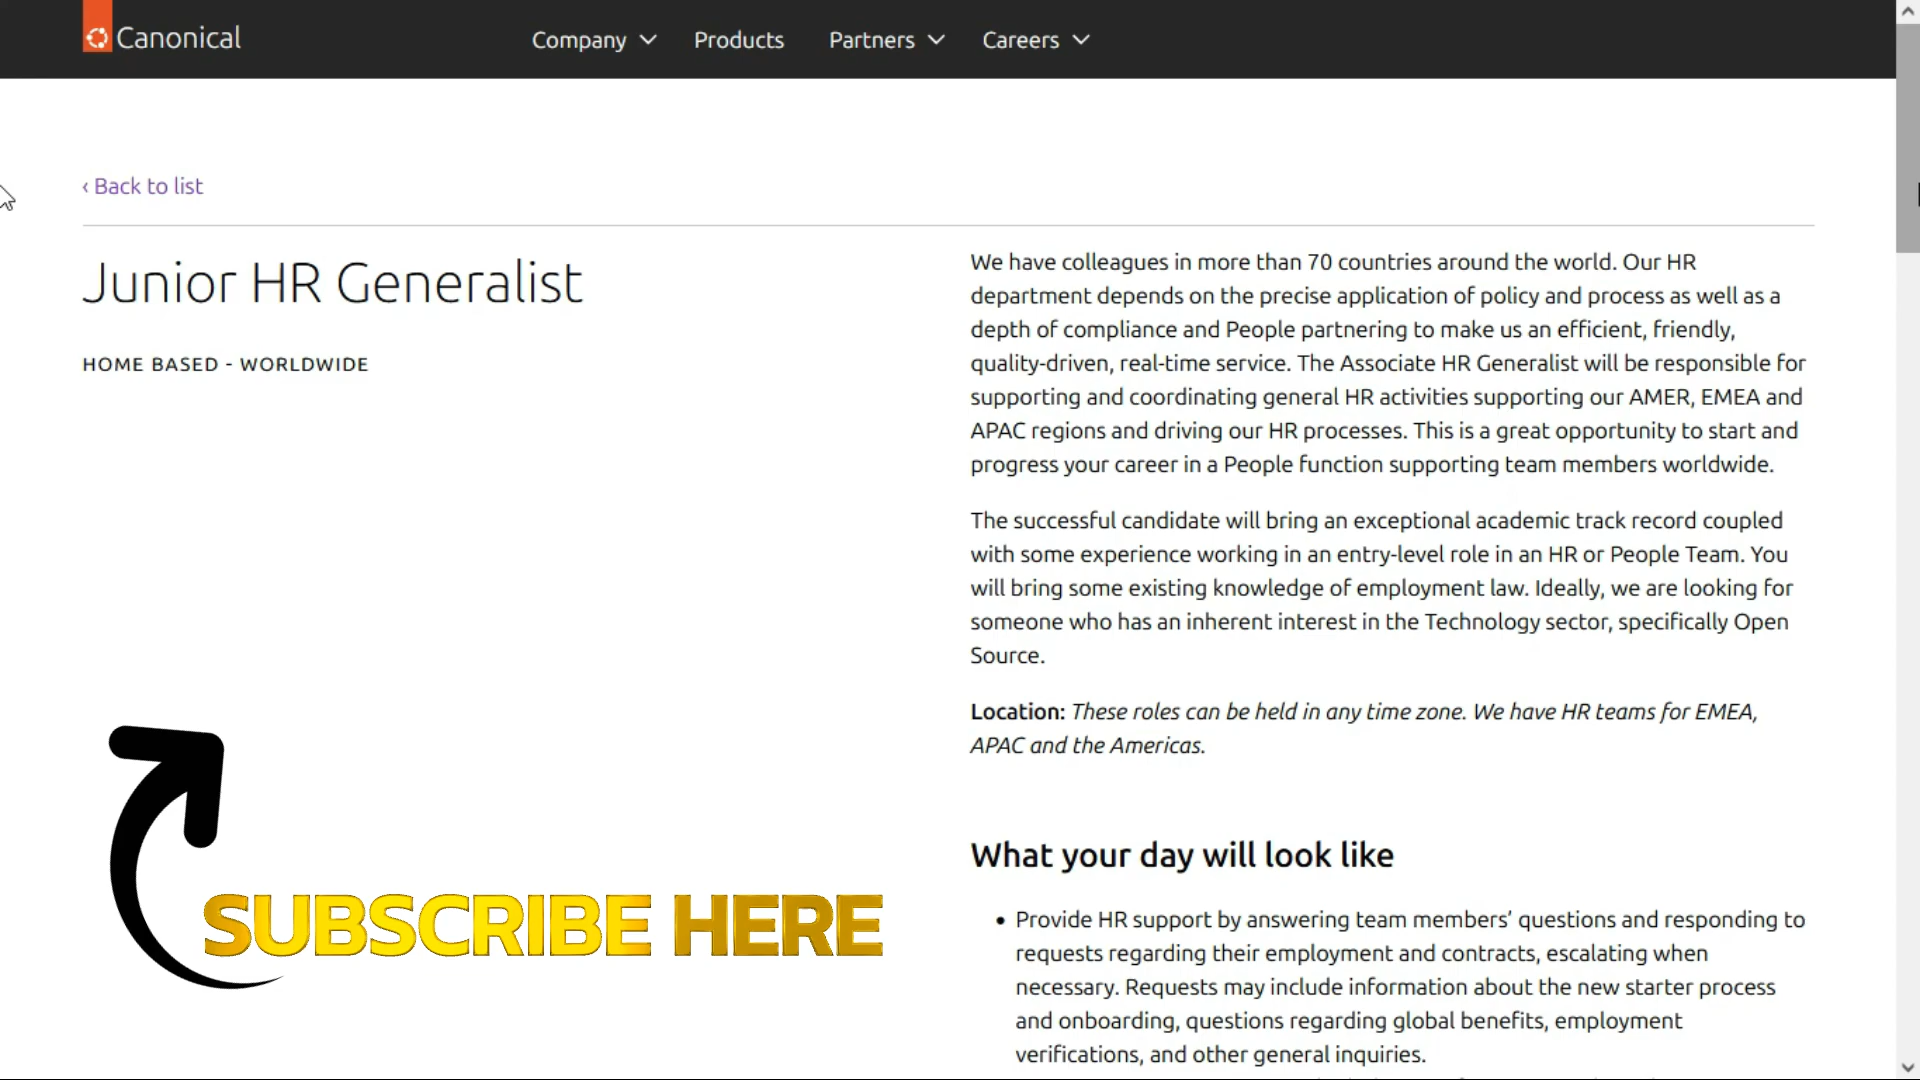 Canonical
Company
Products
Partners
Careers
‹ Back to list
Junior HR Generalist
HOME BASED - WORLDWIDE
We have colleagues in more than 70 countries around the world. Our HR
department depends on the precise application of policy and process as well as a
depth of compliance and People partnering to make us an efficient, friendly,
quality-driven, real-time service. The Associate HR Generalist will be responsible for
supporting and coordinating general HR activities supporting our AMER, EMEA and
APAC regions and driving our HR processes. This is a great opportunity to start and
progress your career in a People function supporting team members worldwide.
The successful candidate will bring an exceptional academic track record coupled
with some experience working in an entry-level role in an HR or People Team. You
will bring some existing knowledge of employment law. Ideally, we are looking for
someone who has an inherent interest in the Technology sector, specifically Open
Source.
Location: These roles can be held in any time zone. We have HR teams for EMEA,
APAC and the Americas.
What your day will look like
• Provide HR support by answering team members’ questions and responding to
requests regarding their employment and contracts, escalating when
necessary. Requests may include information about the new starter process
and onboarding, questions regarding global benefits, employment
verifications, and other general inquiries.
SUBSCRIBE HERE